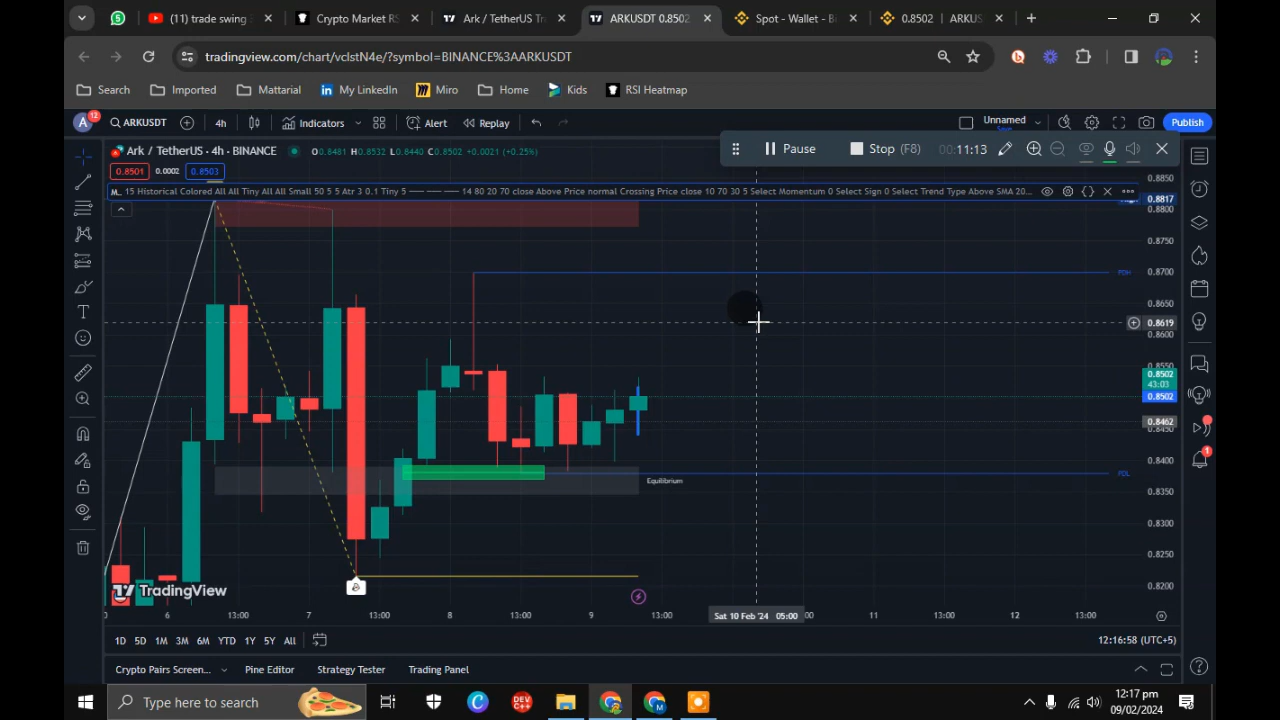 (11) trade swing
Crypto Market RS
Ark / TetherUS Tr
ARKUSDT 0.8502
Spot - Wallet - B
0.8502 | ARKUS
tradingview.com/chart/vclstN4e/?symbol=BINANCE%3AARKUSDT
Search
Imported
Mattarial
My LinkedIn
Miro
Home
Kids
RSI Heatmap
A 12
ARKUSDT
4h
Indicators
Alert
Replay
Unnamed
Save
Publish
Ark / TetherUS · 4h · BINANCE
O0.8481 H0.8532 L0.8440 C0.8502 +0.0021 (+0.25%)
Pause
Stop (F8)
00:11:13
0.8501
0.0002
0.8503
M... 15 Historical Colored All All Tiny All All Small 50 5 5 Atr 3 0.1 Tiny 5 — — — — 14 80 20 70 close Above Price normal Crossing Price close 10 70 30 5 Select Momentum 0 Select Sign 0 Select Trend Type Above SMA 20...
0.8850
0.8817
0.8800
0.8750
PDH
0.8700
0.8650
0.8619
0.8600
0.8550
0.8502
43:03
0.8502
0.8462
0.8450
0.8400
PDL
Equilibrium
0.8350
0.8300
0.8250
0.8200
TradingView
6
13:00
7
13:00
8
13:00
9
13:00
Sat 10 Feb '24 05:00
11
13:00
12
13:00
1D
5D
1M
3M
6M
YTD
1Y
5Y
All
12:16:58 (UTC+5)
Crypto Pairs Screen...
Pine Editor
Strategy Tester
Trading Panel
Type here to search
12:17 pm
09/02/2024